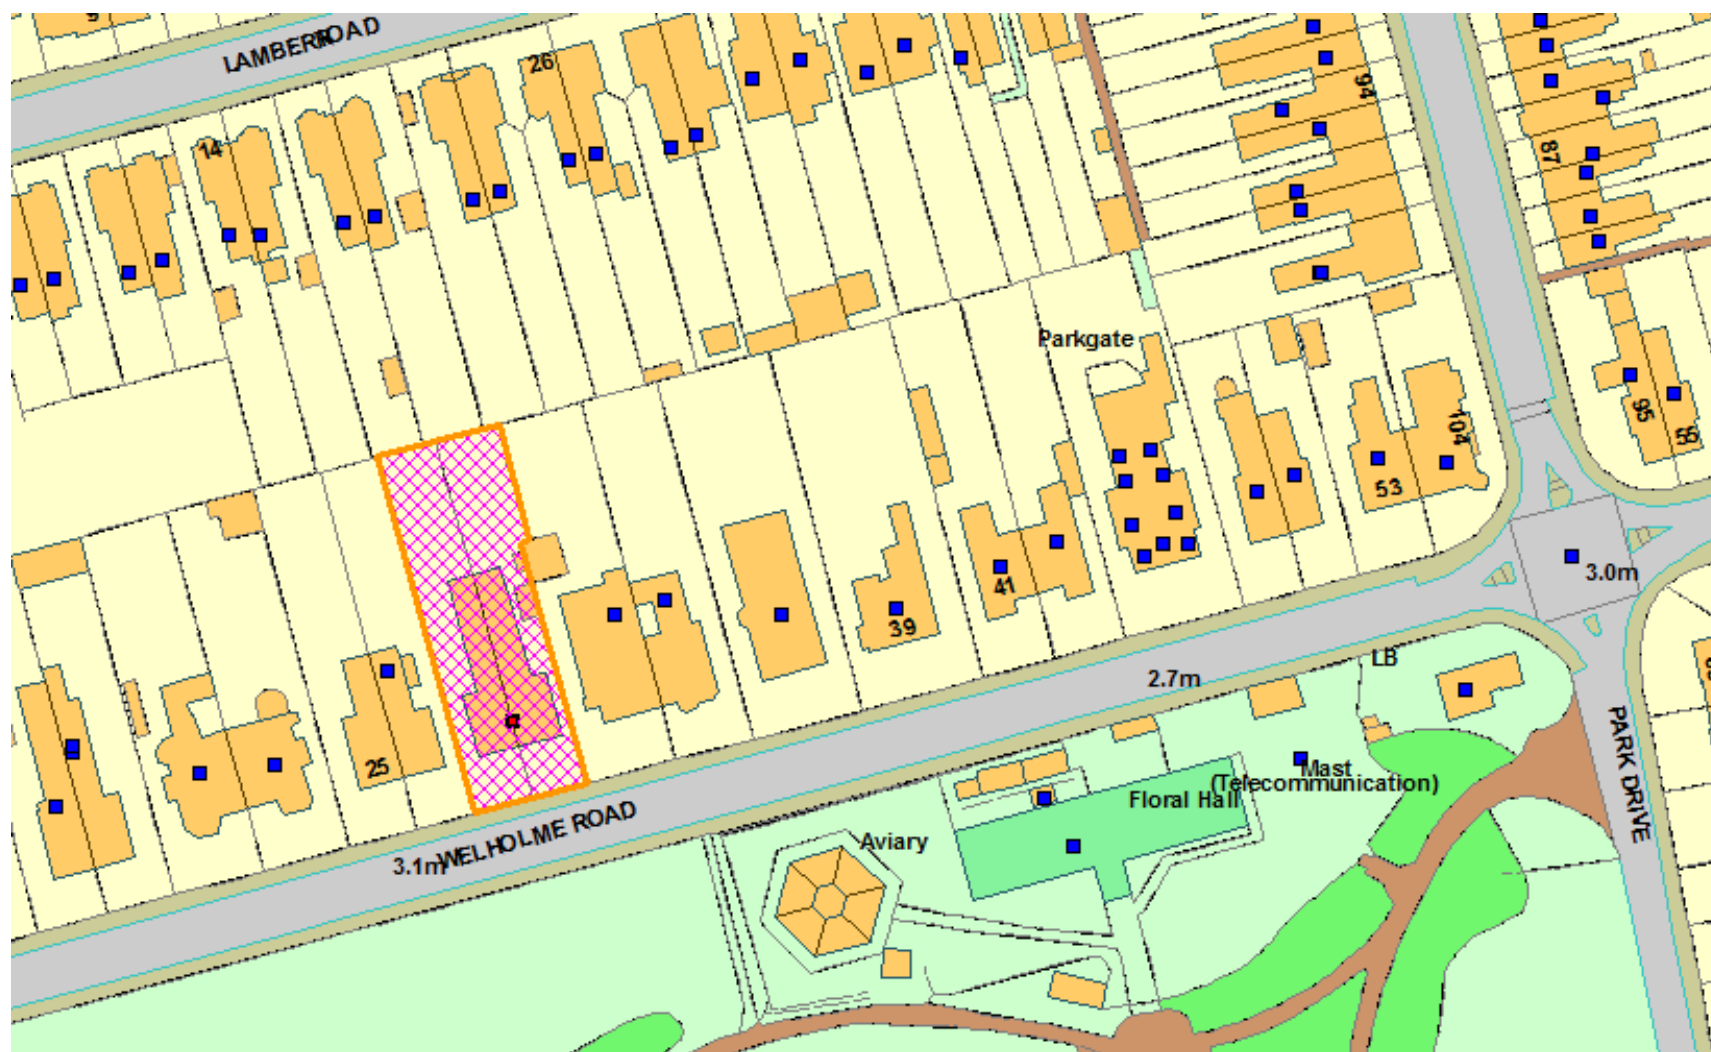 9
LAMBERT ROAD
26
94
14
87
Parkgate
95
55
104
53
41
39
3.0m
25
LB
2.7m
PARK DRIVE
Mast
(Telecommunication)
Floral Hall
Aviary
WELHOLME ROAD
3.1m